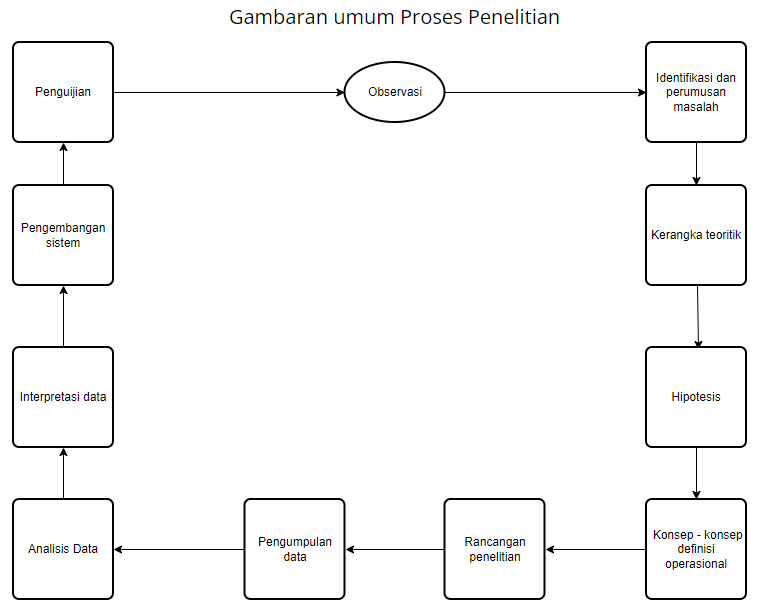 Gambaran umum Proses Penelitian
Penguijian
Observasi
Identifikasi dan
perumusan
masalah
Pengembangan
sistem
Kerangka teoritik
Interpretasi data
Hipotesis
Analisis Data
Pengumpulan
data
Rancangan
penelitian
Konsep - konsep
definisi
operasional